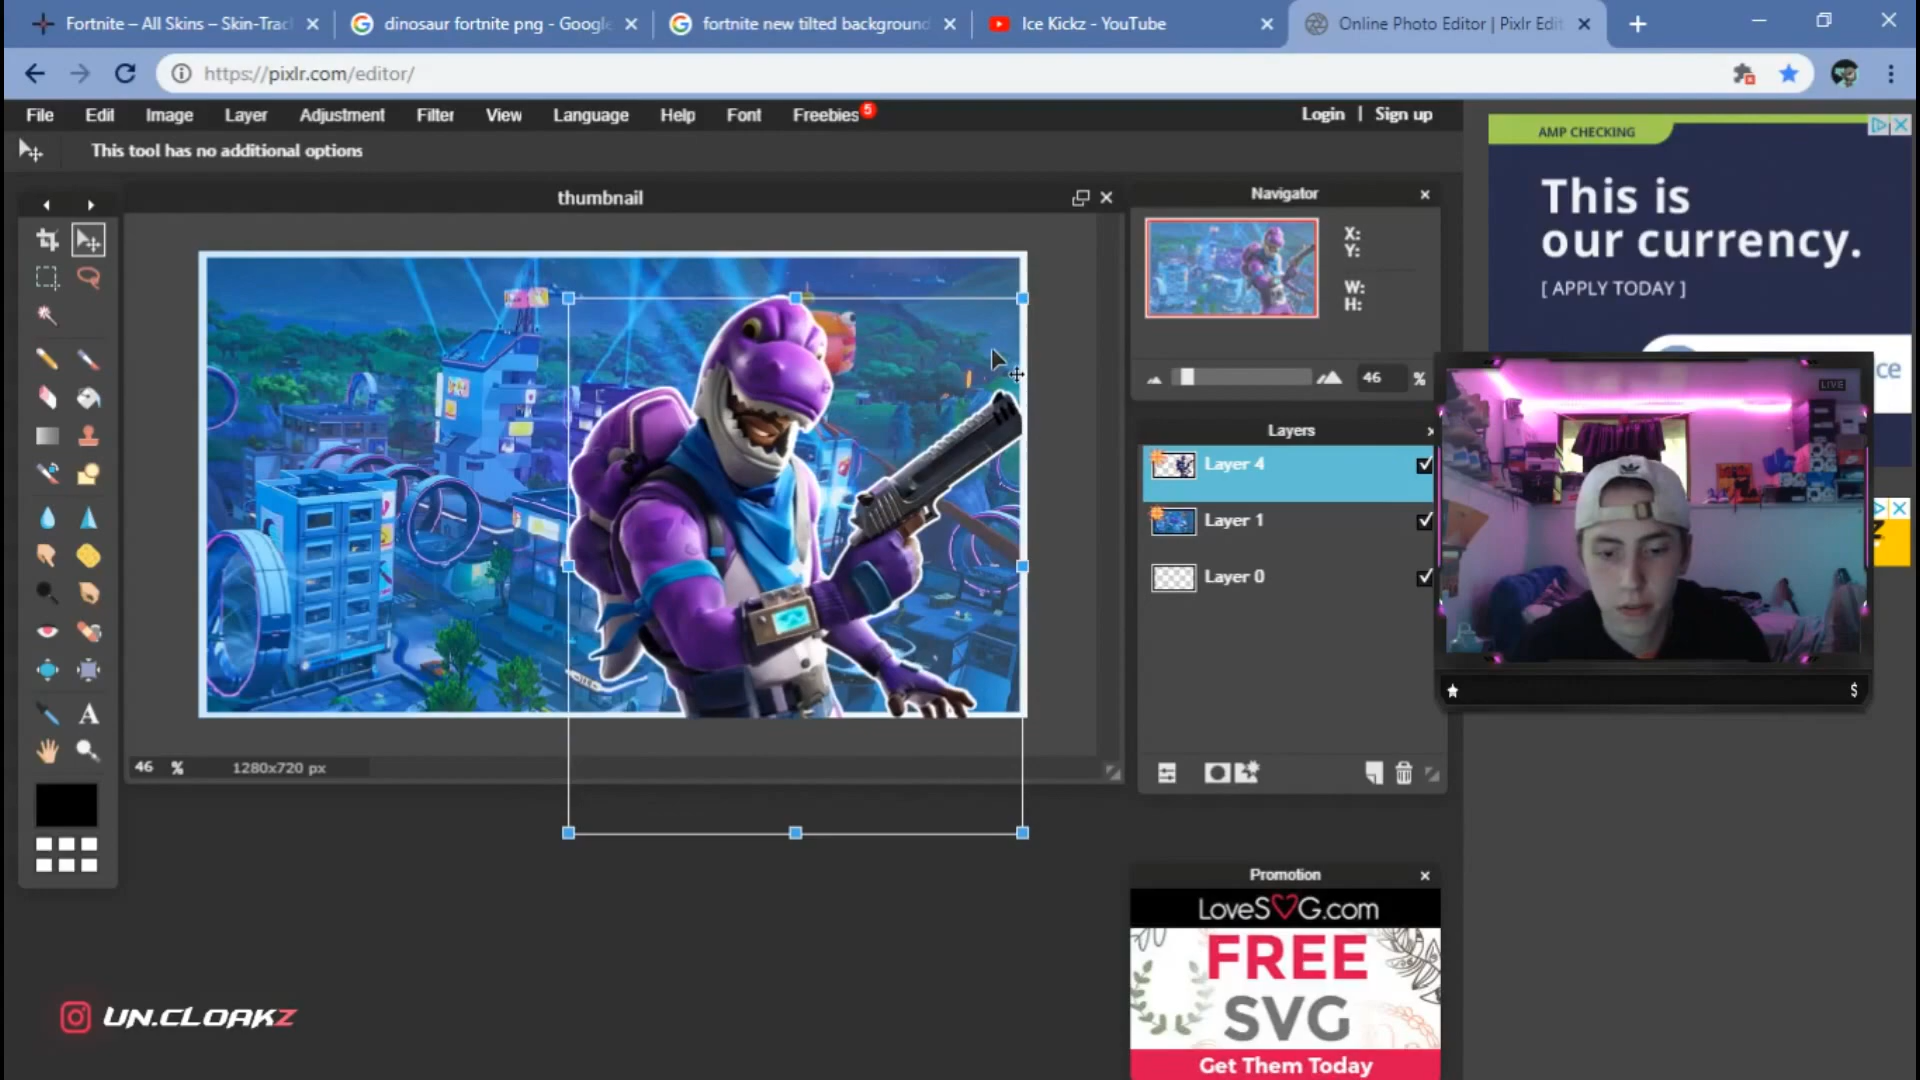 Fortnite – All Skins – Skin-Trac
dinosaur fortnite png - Google
fortnite new tilted background
Ice Kickz - YouTube
Online Photo Editor | Pixlr Edit
https://pixlr.com/editor/
File Edit Image Layer Adjustment Filter View Language Help Font Freebies 5
Login | Sign up
This tool has no additional options
thumbnail
46 % 1280x720 px
Navigator
X:
Y:
W:
H:
46 %
Layers
Layer 4
Layer 1
Layer 0
AMP CHECKING
This is
our currency.
[ APPLY TODAY ]
ce
LIVE
$
Promotion
LoveSVG.com
FREE
SVG
Get Them Today
UN.CLOAKZ